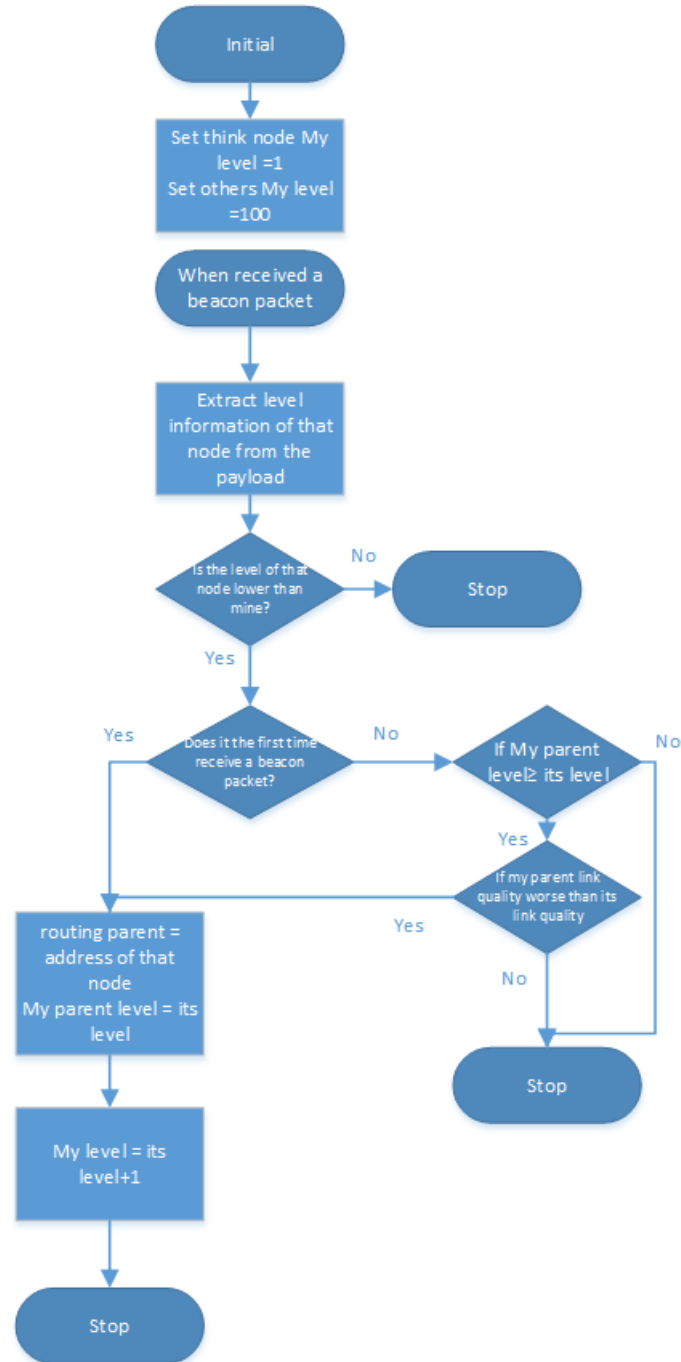 Initial
Set think node My
level =1
Set others My level
=100
When received a
beacon packet
Extract level
information of that
node from the
payload
Is the level of that
node lower than
mine?
No
Stop
Yes
Does it the first time
receive a beacon
packet?
Yes
No
If My parent
level≥ its level
No
Yes
If my parent link
quality worse than its
link quality
Yes
No
routing parent =
address of that
node
My parent level = its
level
Stop
My level = its
level+1
Stop